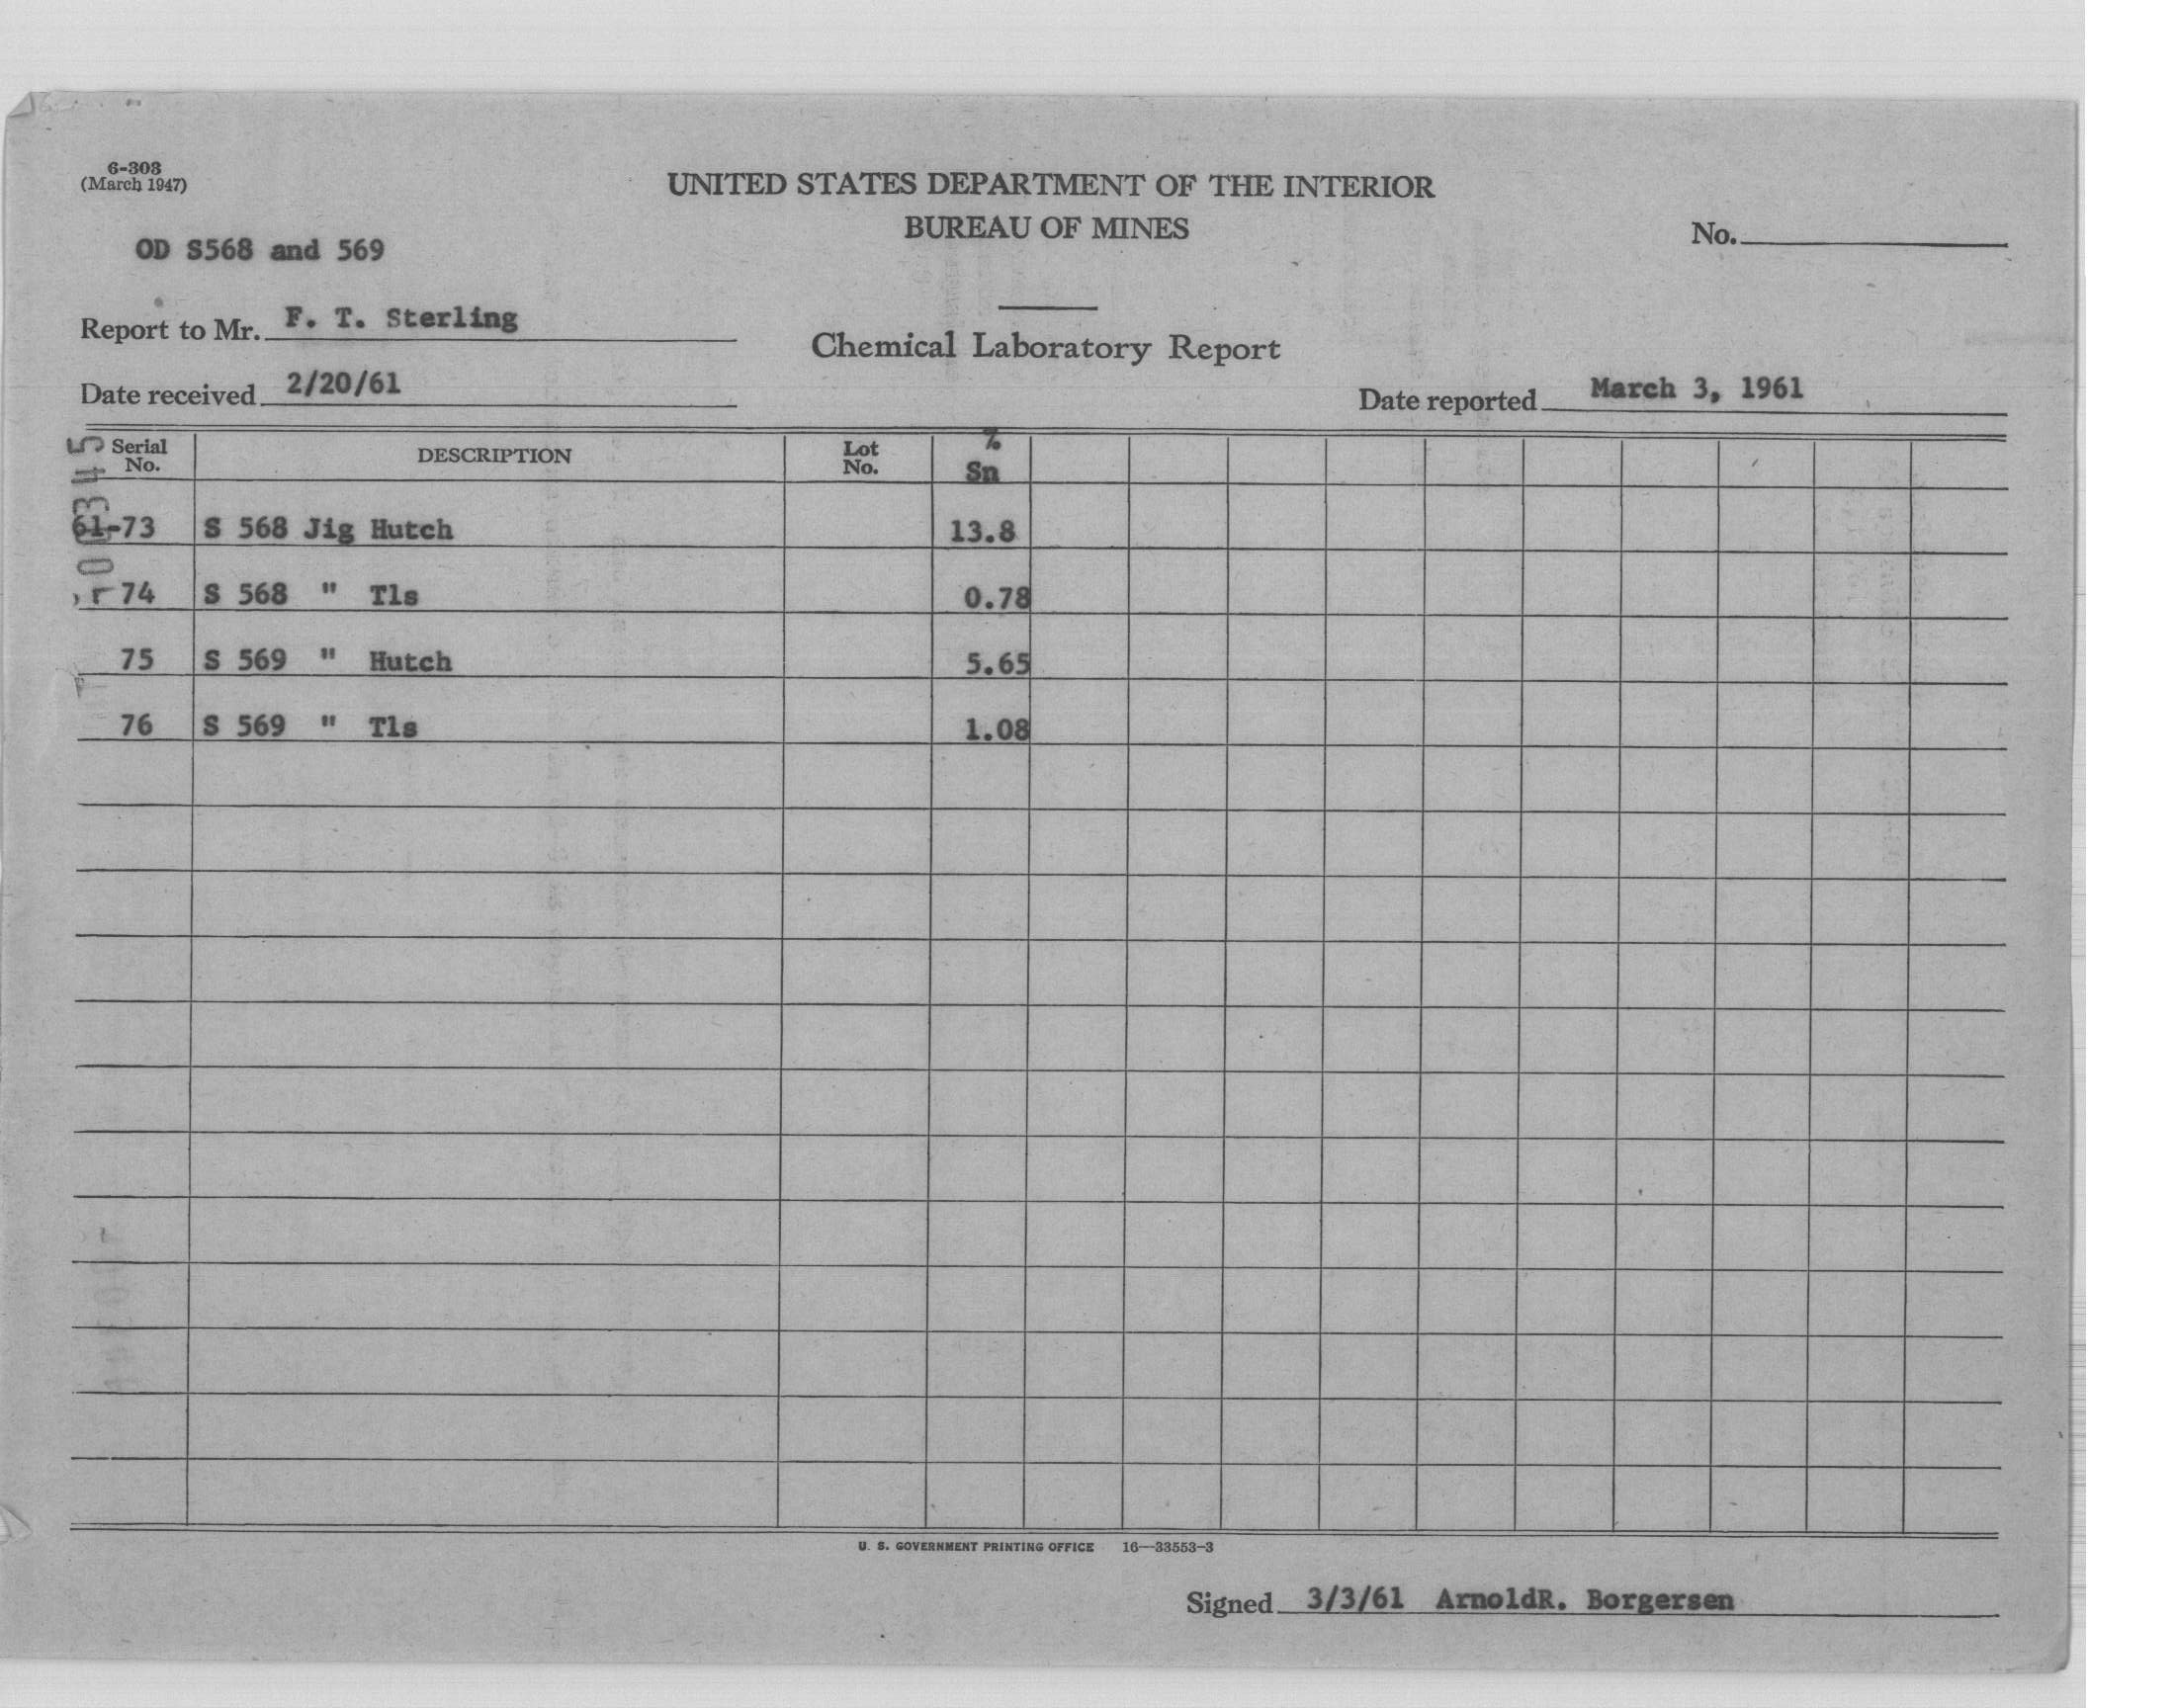 6-303
(March 1947)
UNITED STATES DEPARTMENT OF THE INTERIOR
BUREAU OF MINES
No.
OD S568 and 569
Report to Mr. F. T. Sterling
Chemical Laboratory Report
Date received 2/20/61
Date reported March 3, 1961
Serial No. DESCRIPTION Lot No. % Sn
61-73 S 568 Jig Hutch 13.8
74 S 568 " Tls 0.78
75 S 569 " Hutch 5.65
76 S 569 " Tls 1.08
U. S. GOVERNMENT PRINTING OFFICE 16—33553-3
Signed 3/3/61 ArnoldR. Borgersen